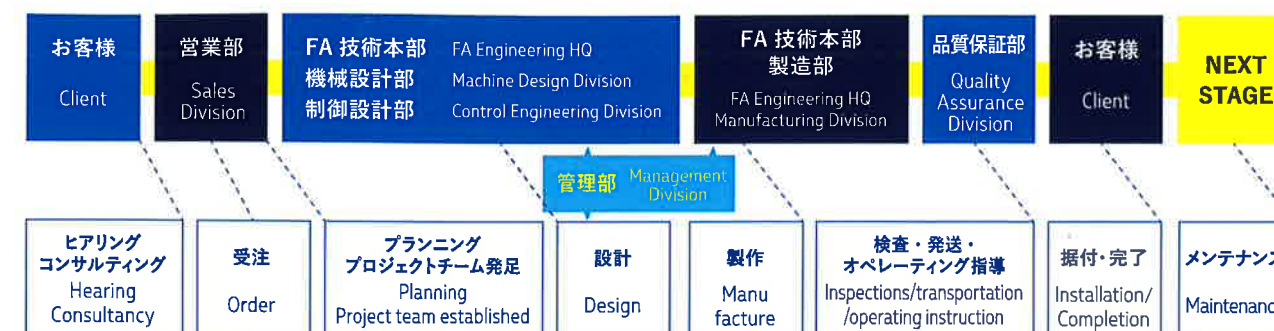 お客様
Client
営業部
Sales
Division
FA 技術本部 FA Engineering HQ
機械設計部 Machine Design Division
制御設計部 Control Engineering Division
FA 技術本部
製造部
FA Engineering HQ
Manufacturing Division
品質保証部
Quality
Assurance
Division
お客様
Client
NEXT
STAGE
管理部 Management
Division
ヒアリング
コンサルティング
Hearing
Consultancy
受注
Order
プランニング
プロジェクトチーム発足
Planning
Project team established
設計
Design
製作
Manu
facture
検査・発送・
オペレーティング指導
Inspections/transportation
/operating instruction
据付・完了
Installation/
Completion
メンテナンス
Maintenanc